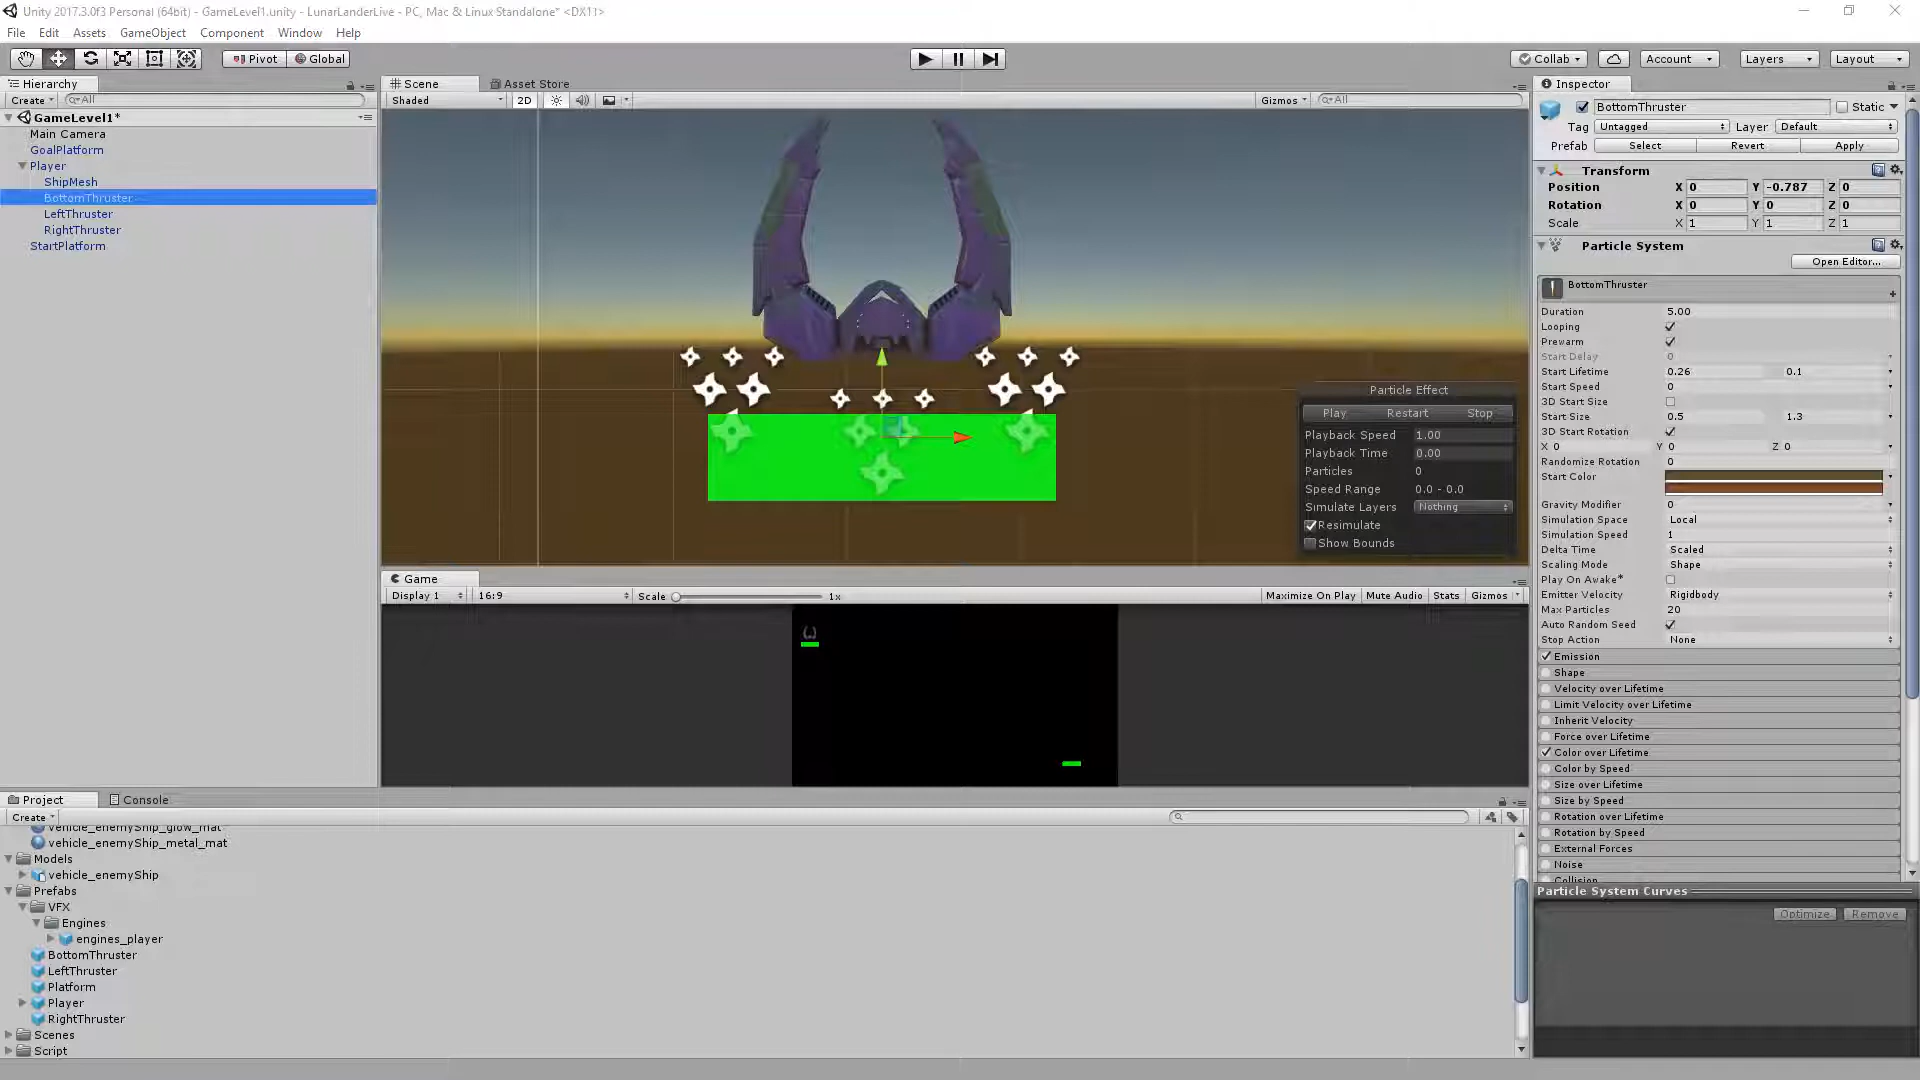 Unity 2017.3.0f3 Personal (64bit) - GameLevel1.unity - LunarLanderLive - PC, Mac & Linux Standalone* <DX11>
File Edit Assets GameObject Component Window Help
Pivot Global Collab Account Layers Layout
Hierarchy
Create All
GameLevel1*
Main Camera
GoalPlatform
Player
ShipMesh
BottomThruster
LeftThruster
RightThruster
StartPlatform
Scene Asset Store
Shaded 2D Gizmos All
Particle Effect
Play Restart Stop
Playback Speed 1.00
Playback Time 0.00
Particles 0
Speed Range 0.0 - 0.0
Simulate Layers Nothing
Resimulate
Show Bounds
Game
Display 1 16:9 Scale 1x Maximize On Play Mute Audio Stats Gizmos
Project Console
Create
vehicle_enemyShip_glow_mat
vehicle_enemyShip_metal_mat
Models
vehicle_enemyShip
Prefabs
VFX
Engines
engines_player
BottomThruster
LeftThruster
Platform
Player
RightThruster
Scenes
Script
Inspector
BottomThruster Static
Tag Untagged Layer Default
Prefab Select Revert Apply
Transform
Position X 0 Y -0.787 Z 0
Rotation X 0 Y 0 Z 0
Scale X 1 Y 1 Z 1
Particle System
Open Editor...
BottomThruster
Duration 5.00
Looping
Prewarm
Start Delay 0
Start Lifetime 0.26 0.1
Start Speed 0
3D Start Size
Start Size 0.5 1.3
3D Start Rotation
X 0 Y 0 Z 0
Randomize Rotation 0
Start Color
Gravity Modifier 0
Simulation Space Local
Simulation Speed 1
Delta Time Scaled
Scaling Mode Shape
Play On Awake*
Emitter Velocity Rigidbody
Max Particles 20
Auto Random Seed
Stop Action None
Emission
Shape
Velocity over Lifetime
Limit Velocity over Lifetime
Inherit Velocity
Force over Lifetime
Color over Lifetime
Color by Speed
Size over Lifetime
Size by Speed
Rotation over Lifetime
Rotation by Speed
External Forces
Noise
Collision
Particle System Curves
Optimize Remove